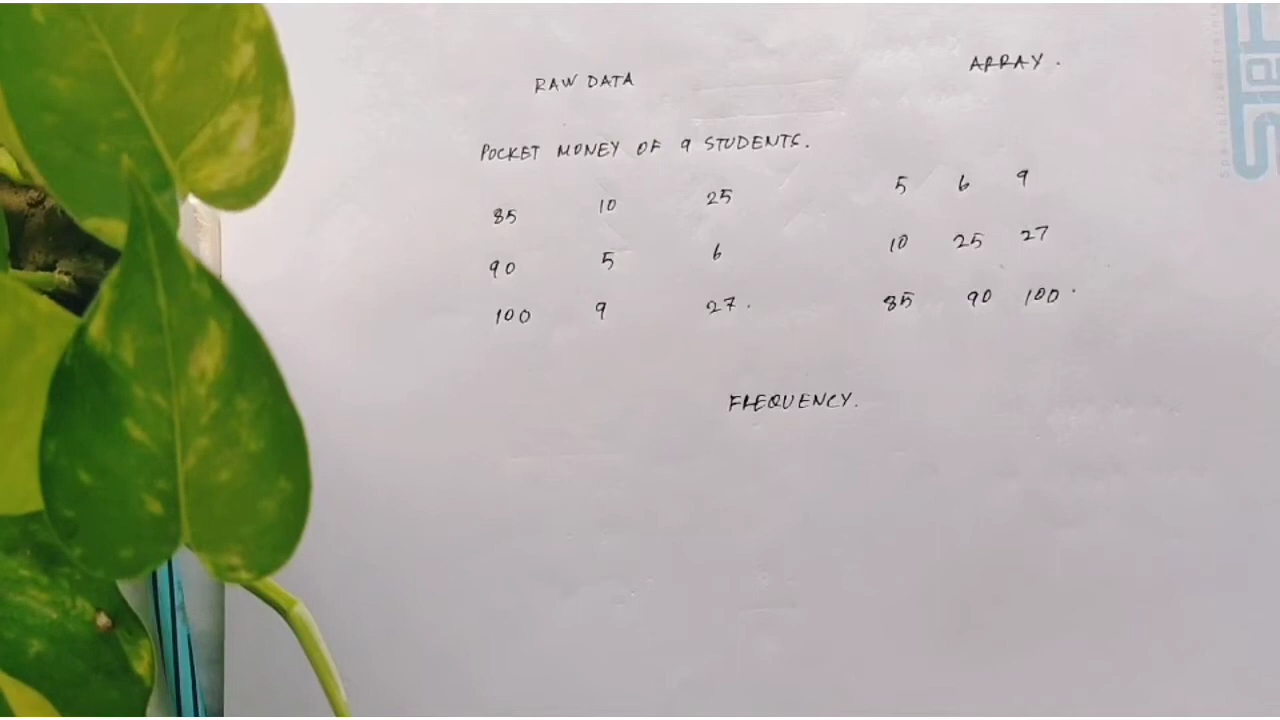 RAW DATA
ARRAY.
POCKET MONEY OF 9 STUDENTS.
85 10 25
90 5 6
100 9 27.
5 6 9
10 25 27
85 90 100.
FREQUENCY.